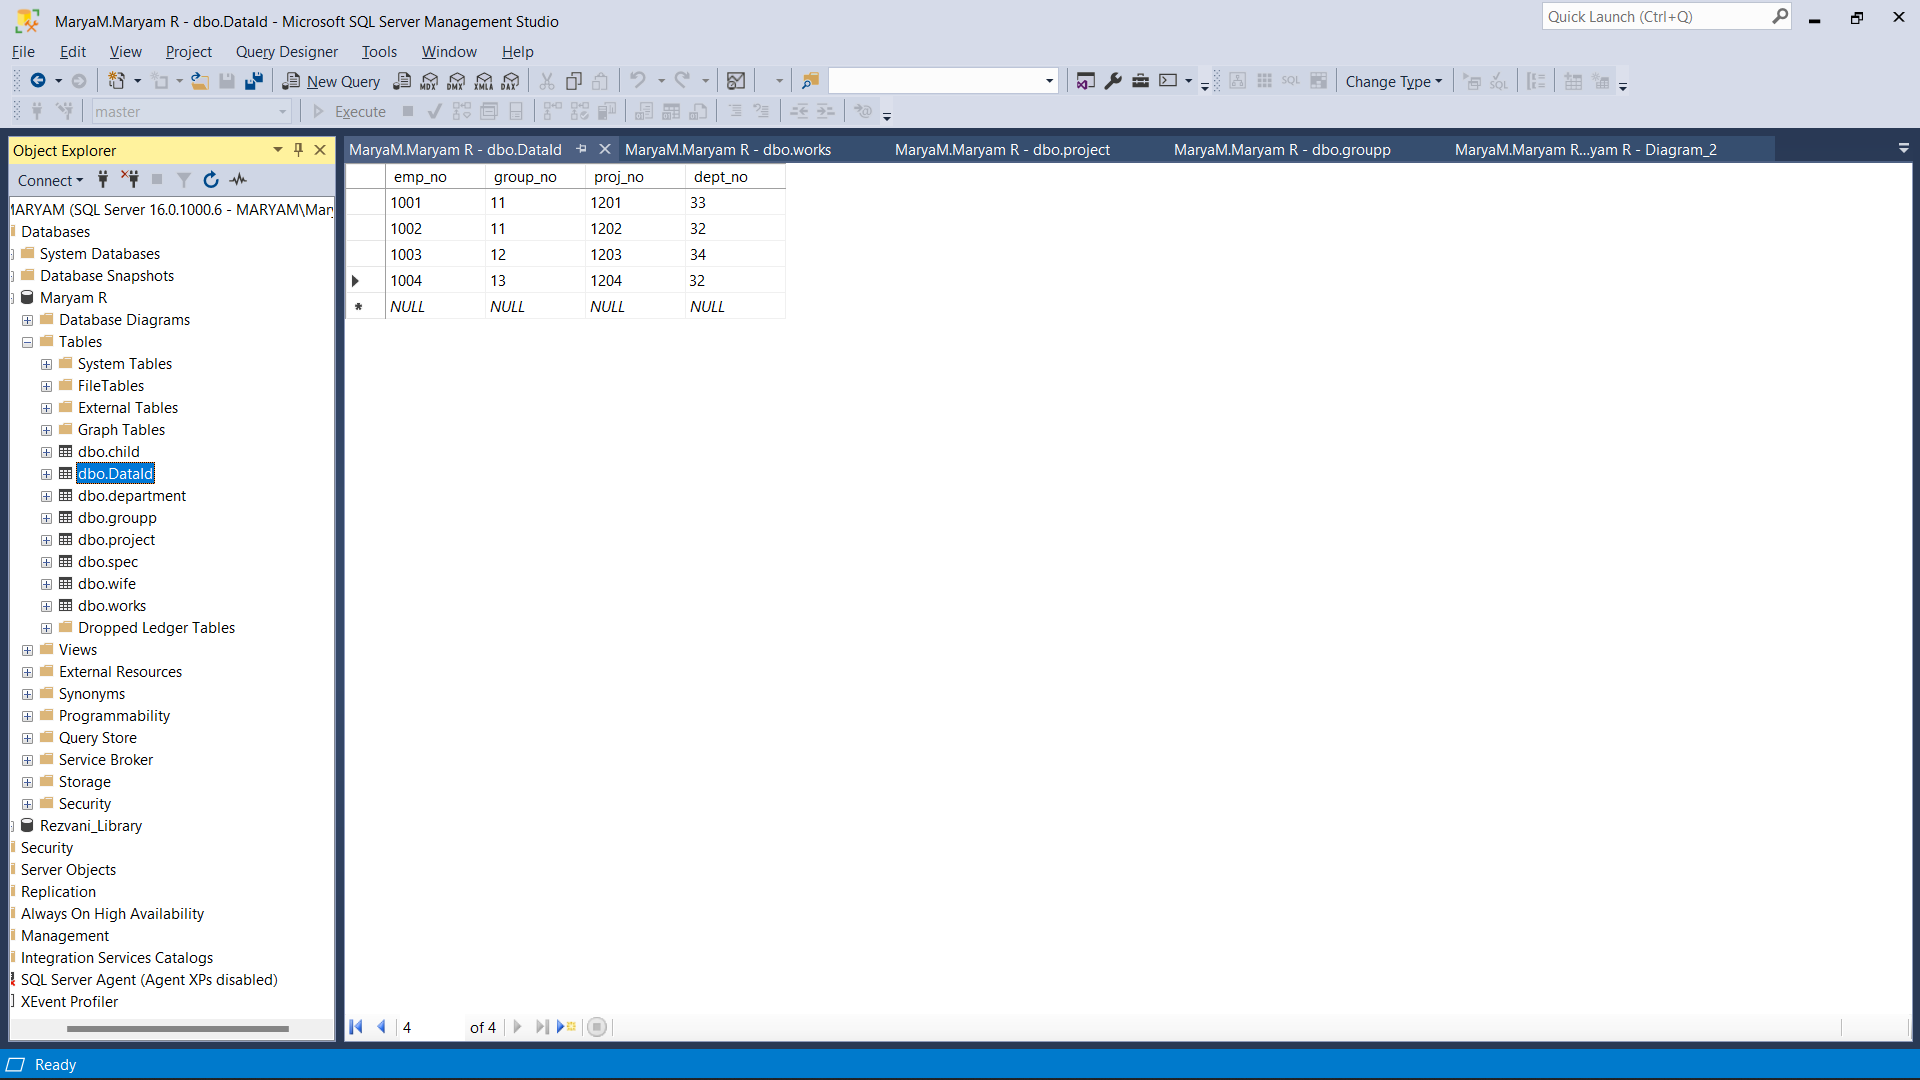 MaryaM.Maryam R - dbo.DataId - Microsoft SQL Server Management Studio
Quick Launch (Ctrl+Q)
File Edit View Project Query Designer Tools Window Help
New Query MDX DMX XMLA DAX SQL Change Type
master Execute
Object Explorer
MaryaM.Maryam R - dbo.DataId MaryaM.Maryam R - dbo.works MaryaM.Maryam R - dbo.project MaryaM.Maryam R - dbo.groupp MaryaM.Maryam R...yam R - Diagram_2
Connect
(SQL Server 16.0.1000.6 - MARYAM\Mary
Databases
System Databases
Database Snapshots
Maryam R
Database Diagrams
Tables
System Tables
FileTables
External Tables
Graph Tables
dbo.child
dbo.DataId
dbo.department
dbo.groupp
dbo.project
dbo.spec
dbo.wife
dbo.works
Dropped Ledger Tables
Views
External Resources
Synonyms
Programmability
Query Store
Service Broker
Storage
Security
Rezvani_Library
Security
Server Objects
Replication
Always On High Availability
Management
Integration Services Catalogs
SQL Server Agent (Agent XPs disabled)
XEvent Profiler
emp_no group_no proj_no dept_no
1001 11 1201 33
1002 11 1202 32
1003 12 1203 34
1004 13 1204 32
NULL NULL NULL NULL
4 of 4
Ready